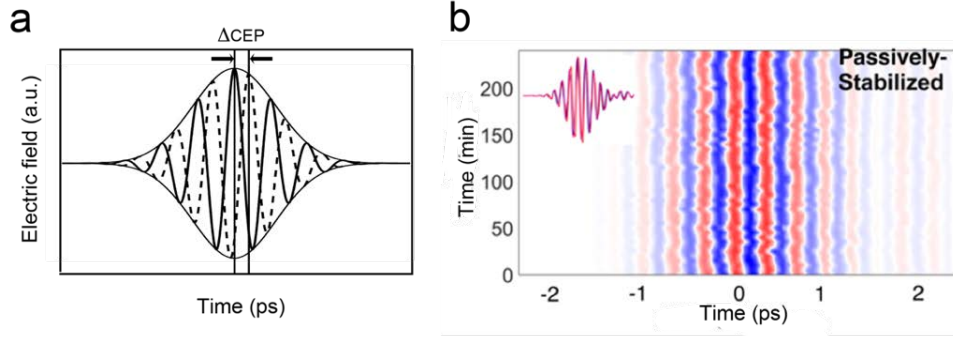 a
ΔCEP
Electric field (a.u.)
Time (ps)
b
Passively-
Stabilized
Time (min)
200
150
100
50
0
-2
-1
0
1
2
Time (ps)